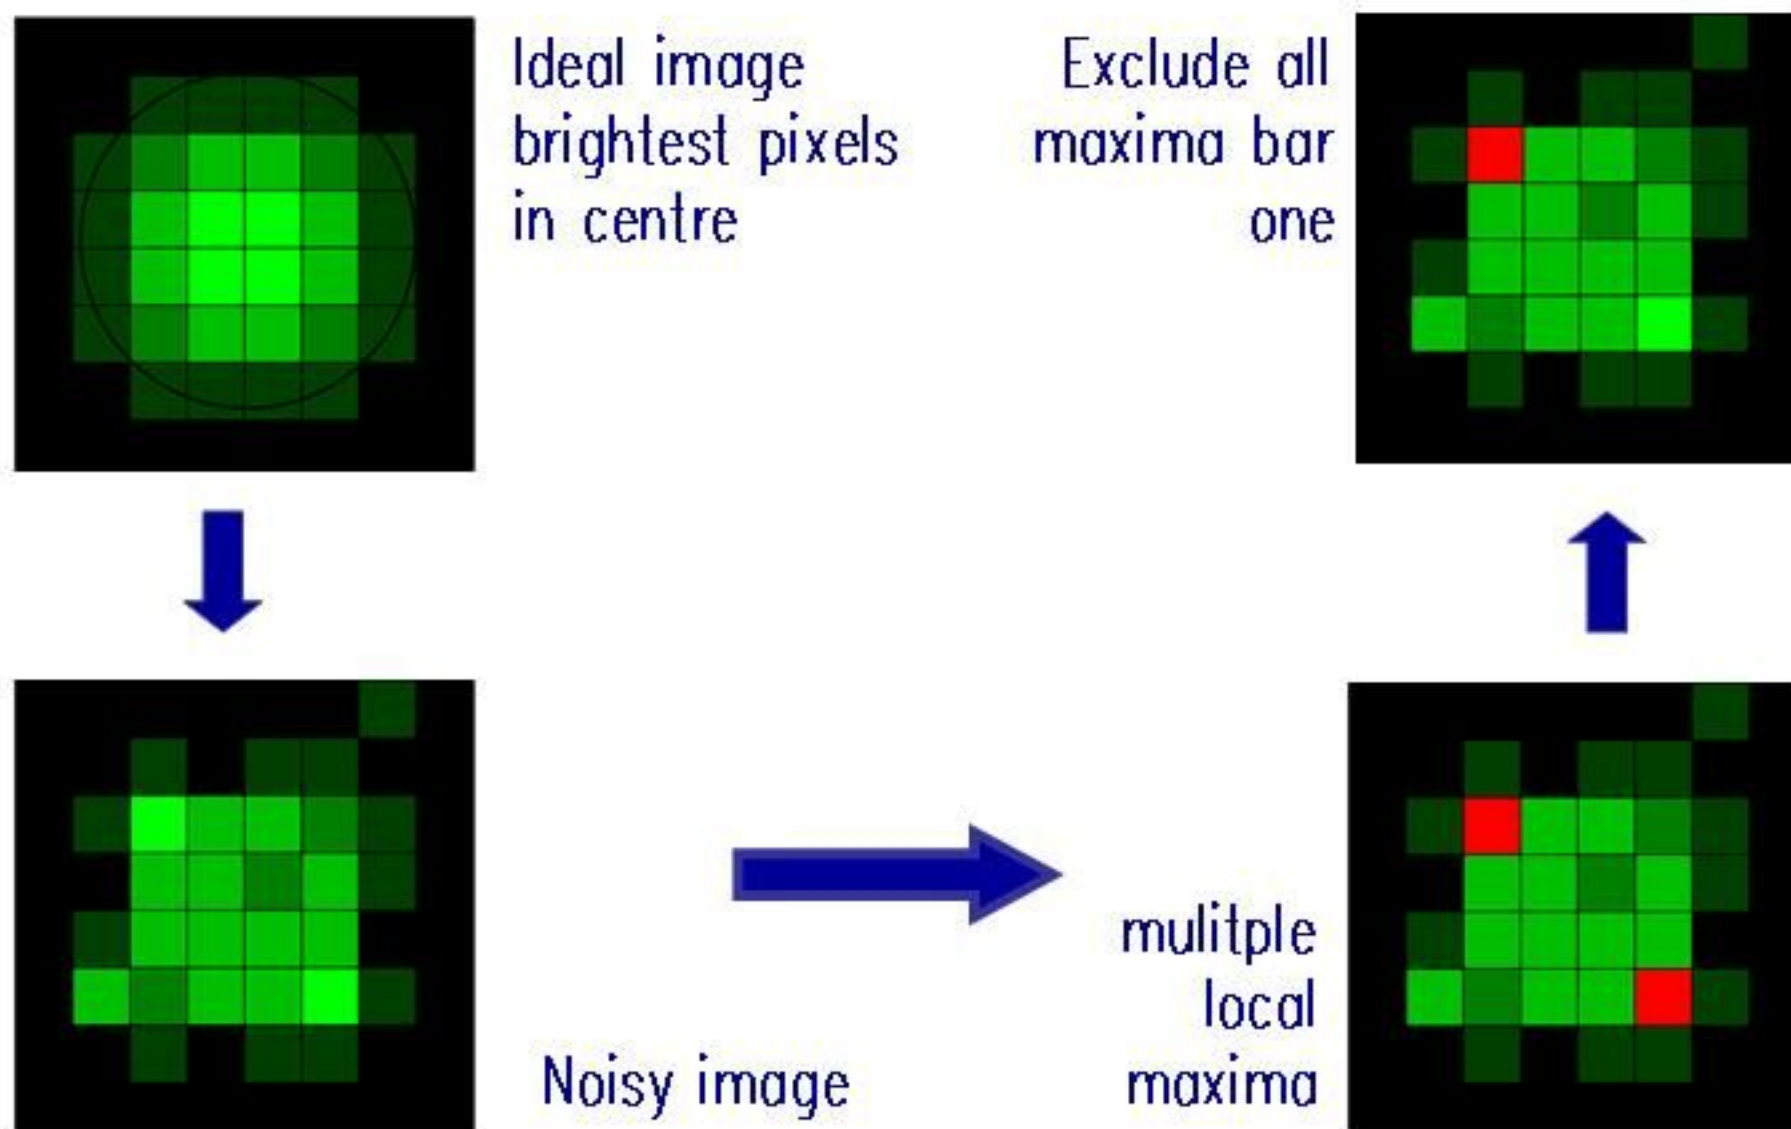 Ideal image
brightest pixels
in centre
Exclude all
maxima bar
one
Noisy image
mulitple
local
maxima